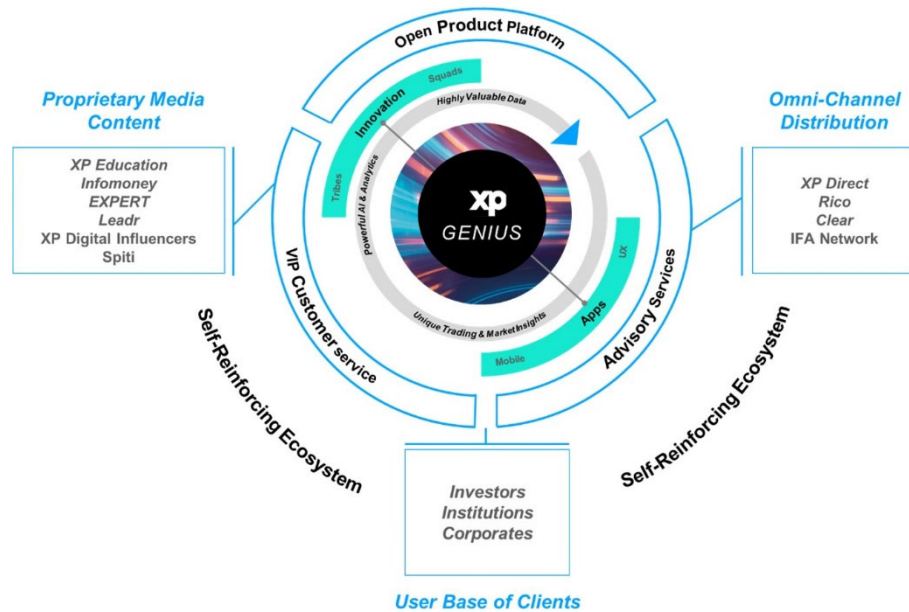 Open Product Platform
Squads
Innovation
Tribes
Highly Valuable Data
Powerful AI & Analytics
Unique Trading & Market Insights
xp
GENIUS
UX
Apps
Mobile
VIP Customer service
Advisory Services
Proprietary Media
Content
XP Education
Infomoney
EXPERT
Leadr
XP Digital Influencers
Spiti
Omni-Channel
Distribution
XP Direct
Rico
Clear
IFA Network
Self-Reinforcing Ecosystem
Self-Reinforcing Ecosystem
Investors
Institutions
Corporates
User Base of Clients